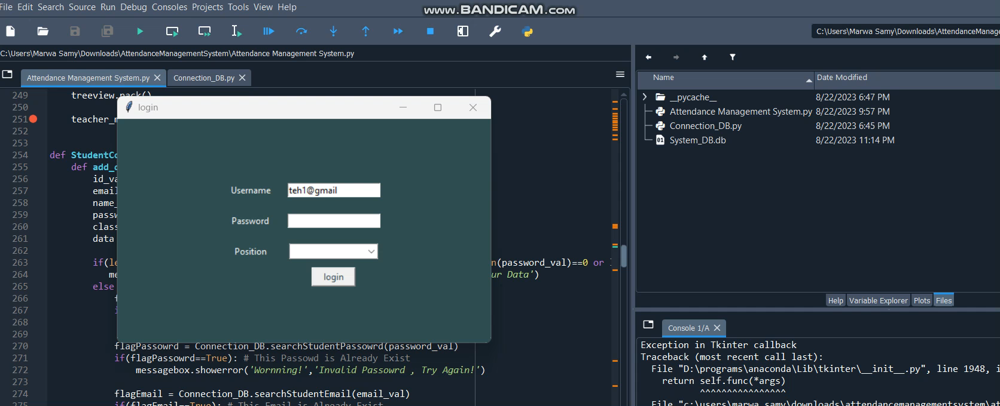 File Edit Search Source Run Debug Consoles Projects Tools View Help
www.BANDICAM.com
C:\Users\Marwa Samy\Downloads\AttendanceManage
C:\Users\Marwa Samy\Downloads\AttendanceManagementSystem\Attendance Management System.py
Attendance Management System.py
Connection_DB.py
249 treeview.pack()
250
251 teacher_
252
253
254 def StudentCo
255 def add_
256 id_va
257 email
258 name_
259 passw
260 class
261 data
262
263 if(le n(password_val)==0 or
264 me ur Data')
265 else
266
267
268
269
270 flagPassowrd = Connection_DB.searchStudentPassowrd(password_val)
271 if(flagPassowrd==True): # This Passowd is Already Exist
272 messagebox.showerror('Wornning!','Invalid Passowrd , Try Again!')
273
274 flagEmail = Connection_DB.searchStudentEmail(email_val)
275 if(flagEmail==True): # This Email is Already Exist
login
Username teh1@gmail
Password
Position
login
Name Date Modified
__pycache__ 8/22/2023 6:47 PM
Attendance Management System.py 8/22/2023 9:57 PM
Connection_DB.py 8/22/2023 6:45 PM
01 System_DB.db 8/22/2023 11:14 PM
Help Variable Explorer Plots Files
Console 1/A
Exception in Tkinter callback
Traceback (most recent call last):
File "D:\programs\anaconda\Lib\tkinter\__init__.py", line 1948, i
return self.func(*args)
^^^^^^^^^^^^^^^^
File "c:\users\marwa samy\downloads\attendancemanagementsystem\at